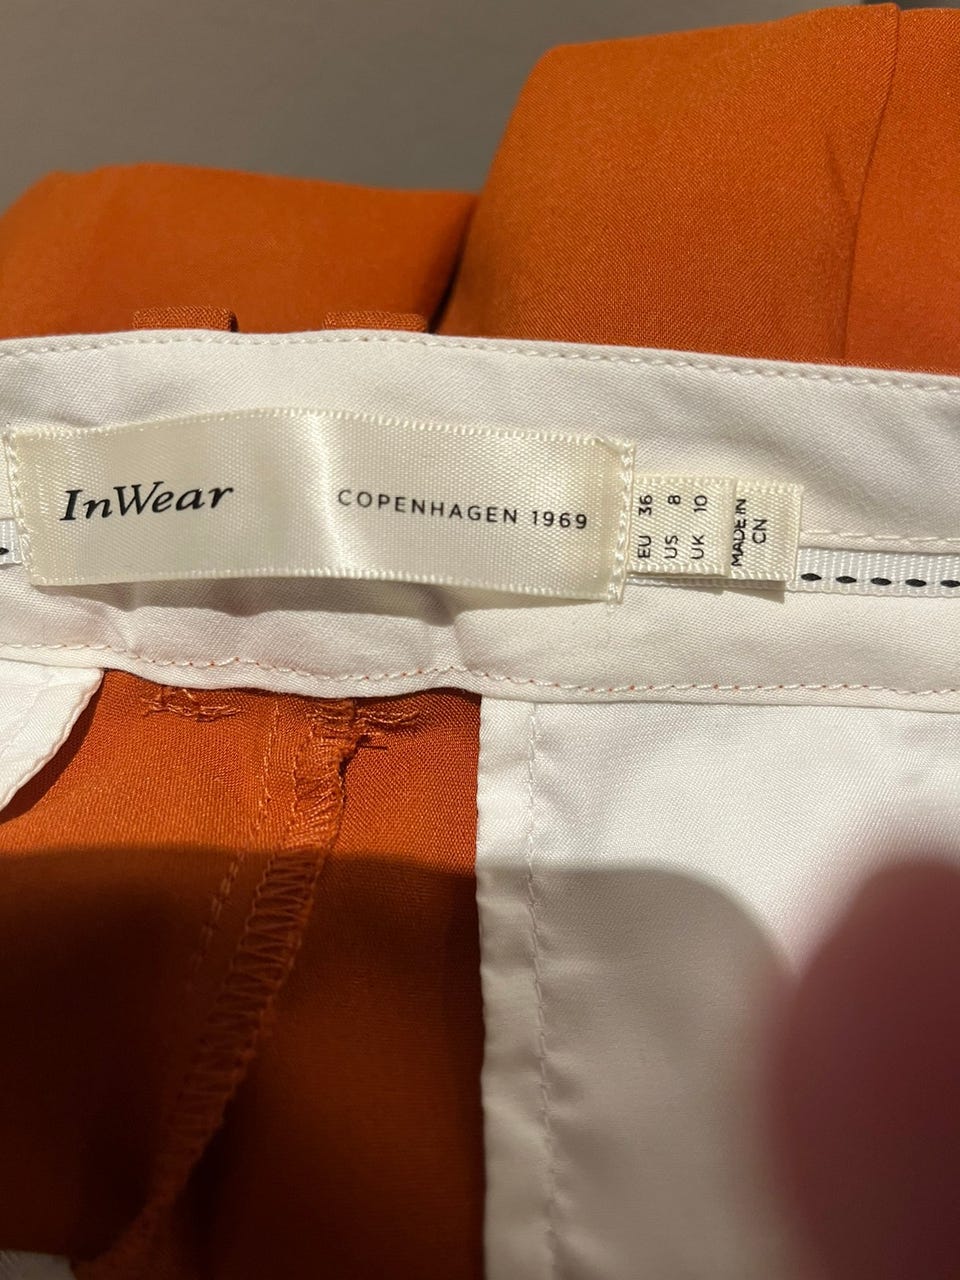 InWear
COPENHAGEN 1969
EU 36
US 8
UK 10
MADE IN
CN